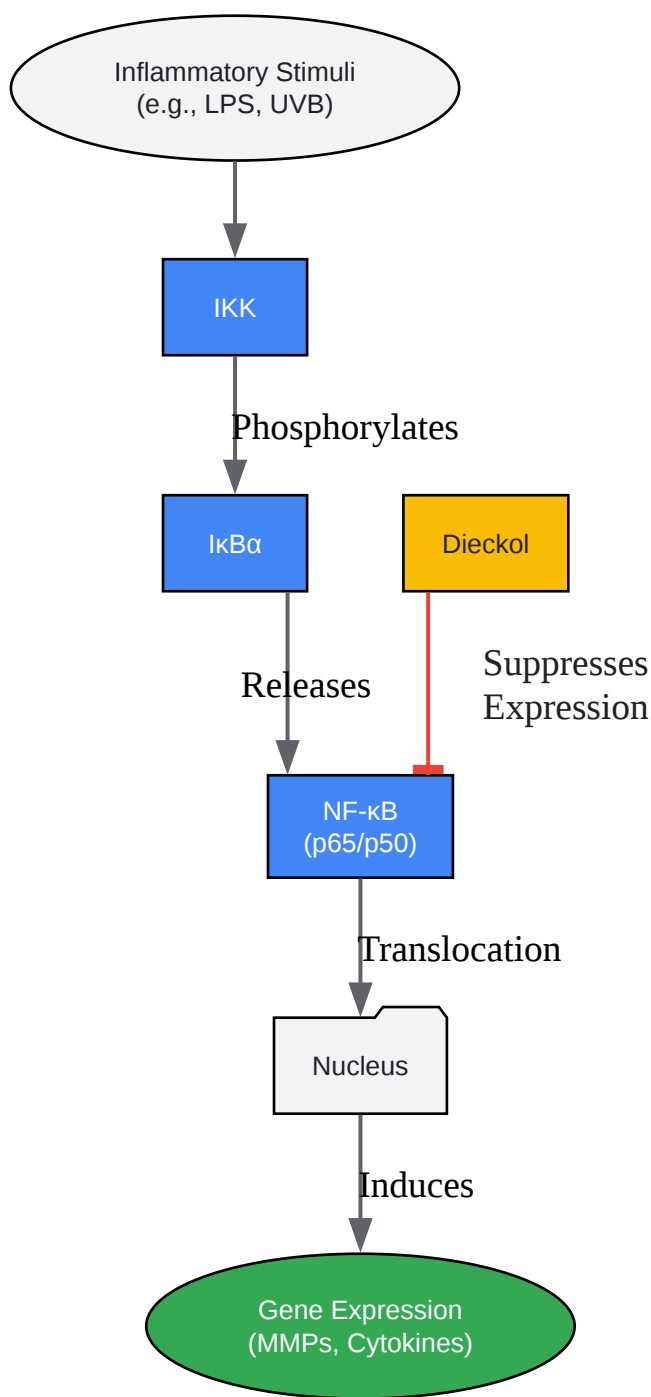 Inflammatory Stimuli
(e.g., LPS, UVB)
IKK
Phosphorylates
IκBα
Dieckol
Releases
Suppresses
Expression
NF-κB
(p65/p50)
Translocation
Nucleus
Induces
Gene Expression
(MMPs, Cytokines)